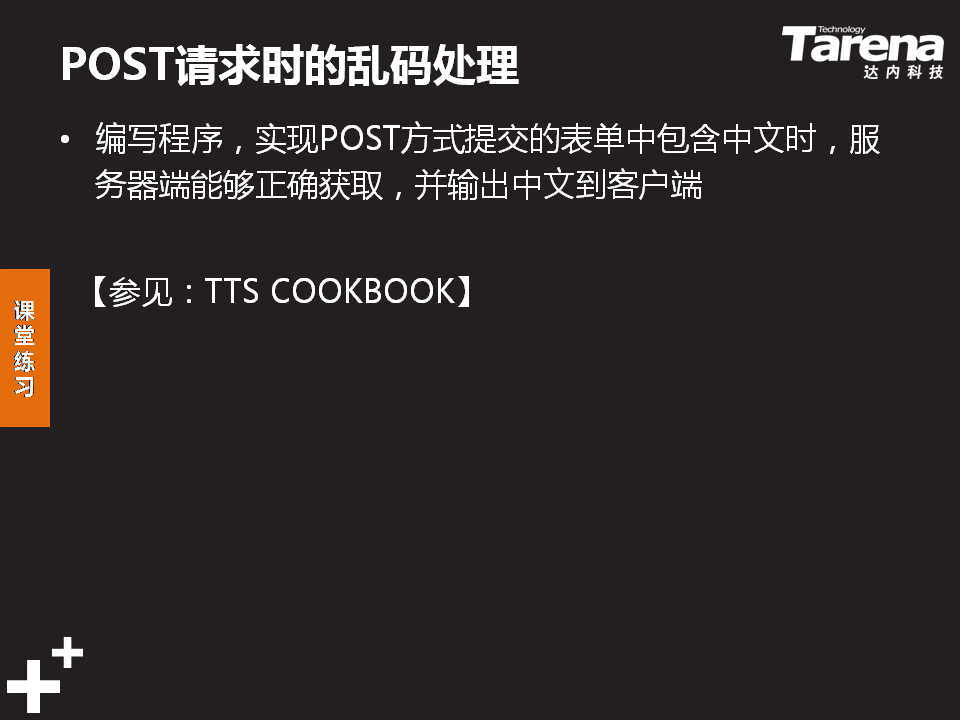 POST请求时的乱码处理
Technology
Tarena
达内科技
• 编写程序，实现POST方式提交的表单中包含中文时，服
务器端能够正确获取，并输出中文到客户端
【参见：TTS COOKBOOK】
课
堂
练
习